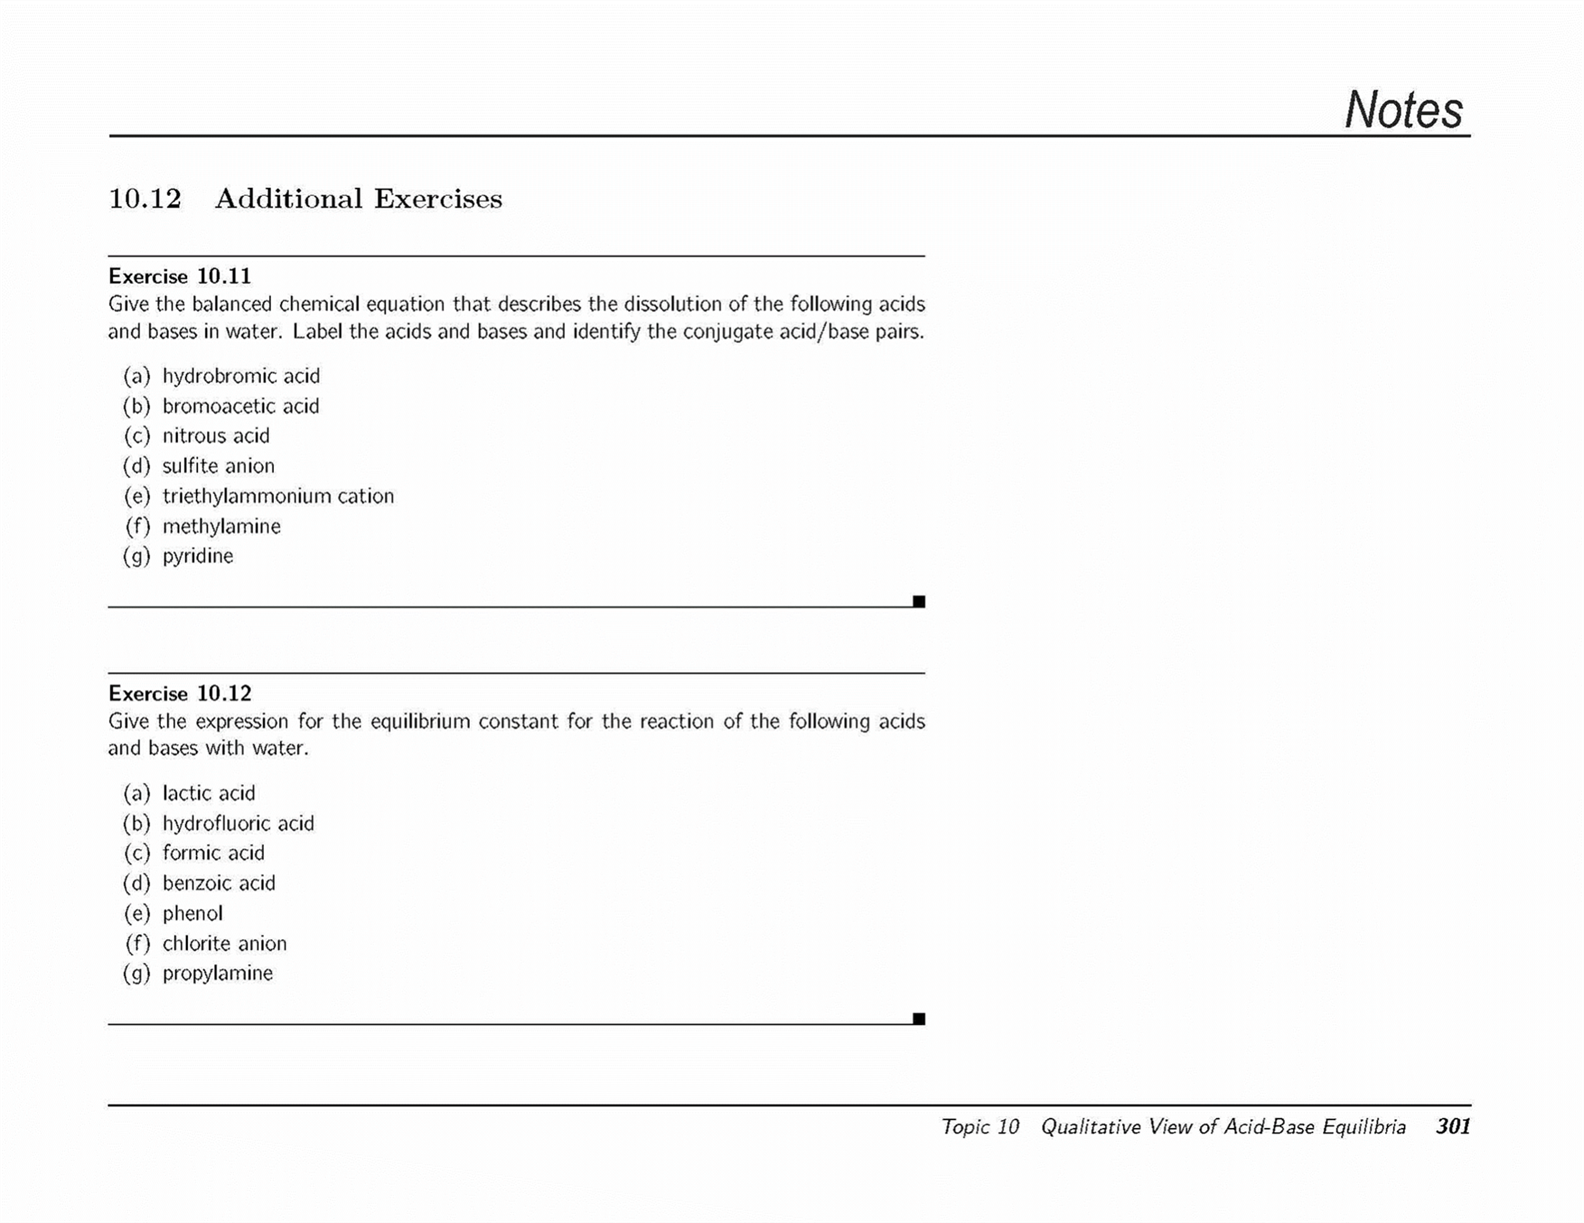 Notes
10.12 Additional Exercises
Exercise 10.11
Give the balanced chemical equation that describes the dissolution of the following acids
and bases in water. Label the acids and bases and identify the conjugate acid/base pairs.
(a) hydrobromic acid
(b) bromoacetic acid
(c) nitrous acid
(d) sulfite anion
(e) triethylammonium cation
(f) methylamine
(g) pyridine
Exercise 10.12
Give the expression for the equilibrium constant for the reaction of the following acids
and bases with water.
(a) lactic acid
(b) hydrofluoric acid
(c) formic acid
(d) benzoic acid
(e) phenol
(f) chlorite anion
(g) propylamine
Topic 10 Qualitative View of Acid-Base Equilibria 301